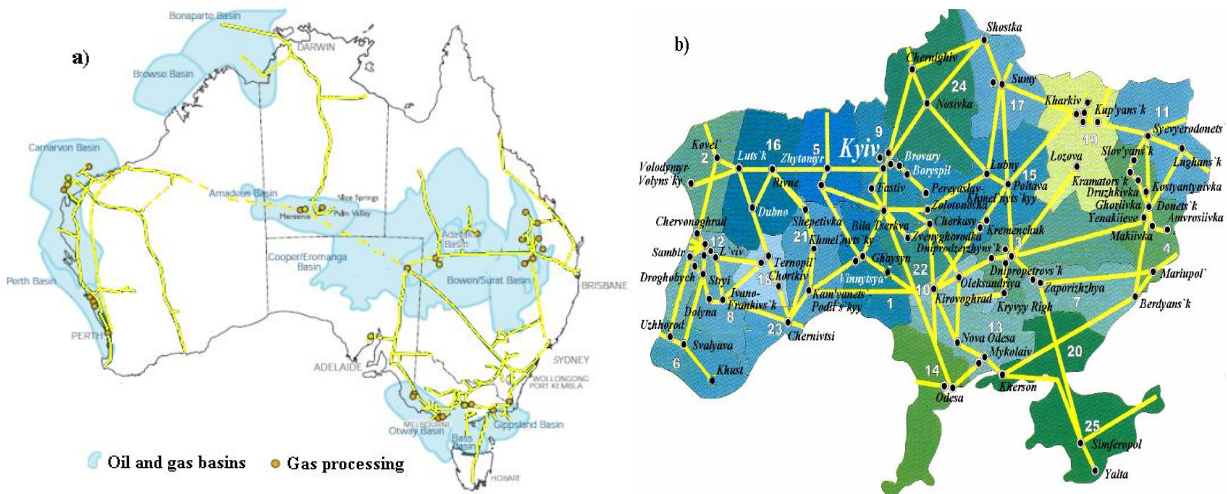 a)
Bonaparte Basin
DARWIN
Browse Basin
Carnarvon Basin
Amadeus Basin
Alice Springs
Mereenie
Palm Valley
Adavale
Basin
Cooper/Eromanga
Basin
Bowen/Surat Basin
Perth Basin
BRISBANE
PERTH
ADELAIDE
SYDNEY
WOLLONGONG
PORT KEMBLA
MELBOURNE
Otway Basin
Bass
Basin
Gippsland Basin
HOBART
Oil and gas basins
Gas processing
b)
Shostka
Chernighiv
24
Sumy
17
Nosivka
Kharkiv
Kup'yans`k
19
11
Syevyerodonets`
Kovel`
2
Luts`k
16
Zhytomyr
5
9
Kyiv
Brovary
Boryspil
Lubny
15
Poltava
Lozova
Slov'yans`k
Lughans`k
Volodymyr-
Volyns`ky
Rivne
Fastiv
Pereyaslav-
Khmel`nyts`kyy
Kramators`k
Druzhkivka
Kostyantynivka
Dubno
Shepetivka
Zolotonosha
Ghorlivka
Donets`k
Yenakiieve
Amvrosiivka
Chervonoghrad
21
Bila Tserkva
Cherkasy
Kremenchuk
Makiivka
Khmel`nyts`ky
Zvenyghorodka
4
12
L`viv
Sambir
Dniprodzerzhyns`k
3
Ghaysyn
Ternopil`
18
Chortkiv
Droghobych
Stryi
Vinnytsya
22
Dnipropetrovs`k
Mariupol`
Oleksandriya
Zaporizhzhya
10
Kirovoghrad
Kryvyy Righ
7
Berdyans`k
Ivano-
Frankivs`k
Kam'yanets
Podil`s`kyy
1
Dolyna
8
23
Chernivtsi
Uzhhorod
Svalyava
6
Khust
13
Nova Odesa
Mykolaiv
20
14
Odesa
Kherson
25
Simferopol
Yalta